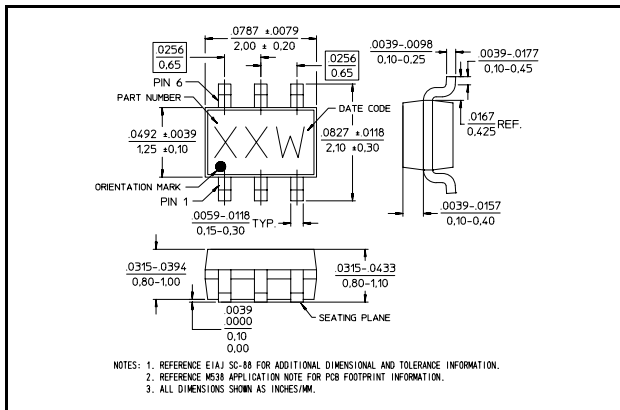 .0787 ±.0079
2,00 ± 0,20
.0256
0.65
.0256
0.65
.0039-.0098
0,10-0,25
.0039-.0177
0,10-0,45
PIN 6
PART NUMBER
DATE CODE
.0167
0,425
REF.
.0492 ±.0039
1,25 ±0,10
XXW
.0827 ±.0118
2,10 ±0,30
ORIENTATION MARK
PIN 1
.0059-.0118
0,15-0,30
TYP.
.0039-.0157
0,10-0,40
.0315-.0394
0,80-1,00
.0315-.0433
0,80-1,10
.0039
.0000
0,10
0,00
SEATING PLANE
NOTES: 1. REFERENCE EIAJ SC-88 FOR ADDITIONAL DIMENSIONAL AND TOLERANCE INFORMATION.
2. REFERENCE M538 APPLICATION NOTE FOR PCB FOOTPRINT INFORMATION.
3. ALL DIMENSIONS SHOWN AS INCHES/MM.